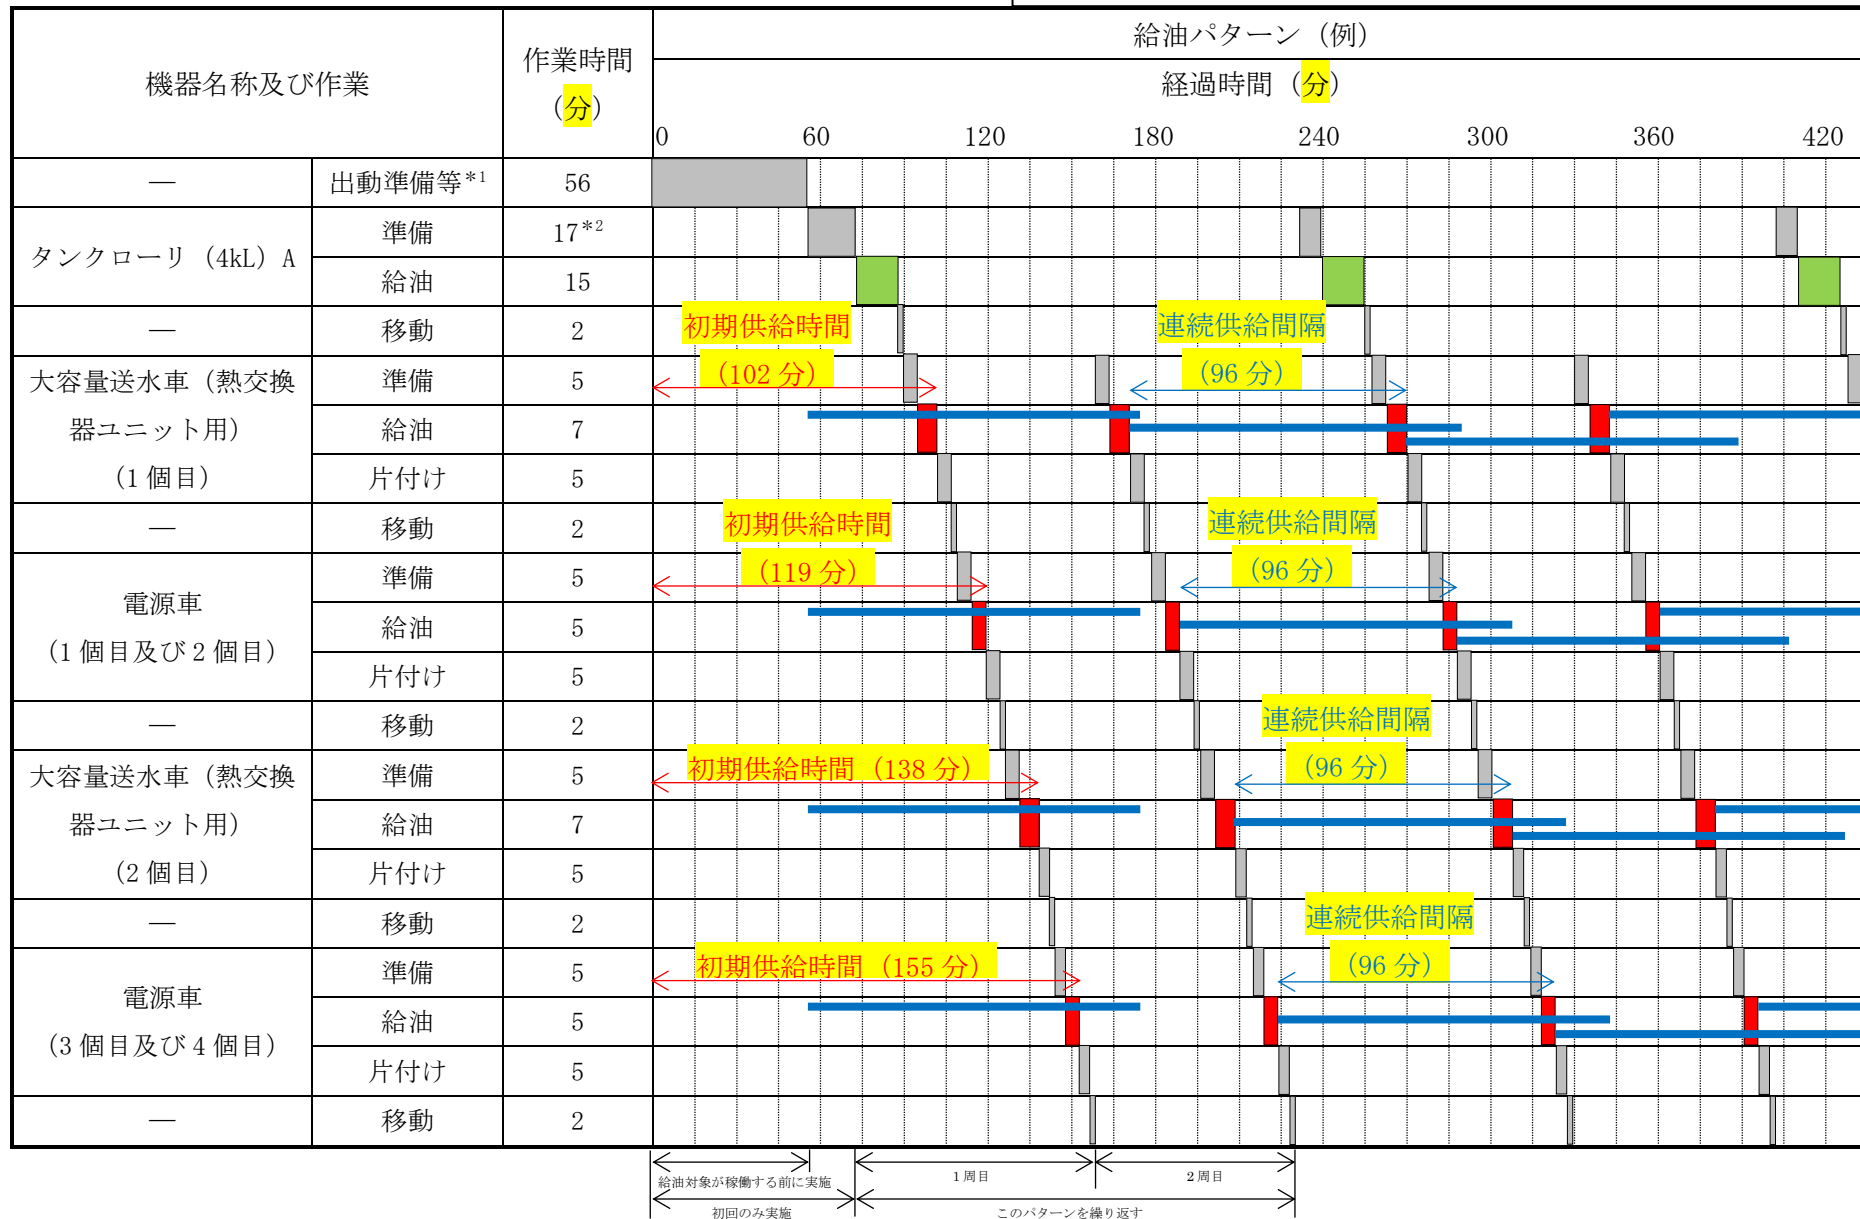 給油パターン（例）
機器名称及び作業
作業時間
（分）
経過時間（分）
0 60 120 180 240 300 360 420
― 出動準備等*1 56
タンクローリ（4kL）A
準備 17*2
給油 15
― 移動 2
初期供給時間
（102 分）
連続供給間隔
（96 分）
大容量送水車（熱交換
器ユニット用）
（1 個目）
準備 5
給油 7
片付け 5
― 移動 2
初期供給時間
（119 分）
連続供給間隔
（96 分）
電源車
（1 個目及び 2 個目）
準備 5
給油 5
片付け 5
― 移動 2
連続供給間隔
（96 分）
初期供給時間（138 分）
大容量送水車（熱交換
器ユニット用）
（2 個目）
準備 5
給油 7
片付け 5
― 移動 2
連続供給間隔
（96 分）
初期供給時間（155 分）
電源車
（3 個目及び 4 個目）
準備 5
給油 5
片付け 5
― 移動 2
給油対象が稼働する前に実施
1 周目
2 周目
初回のみ実施
このパターンを繰り返す